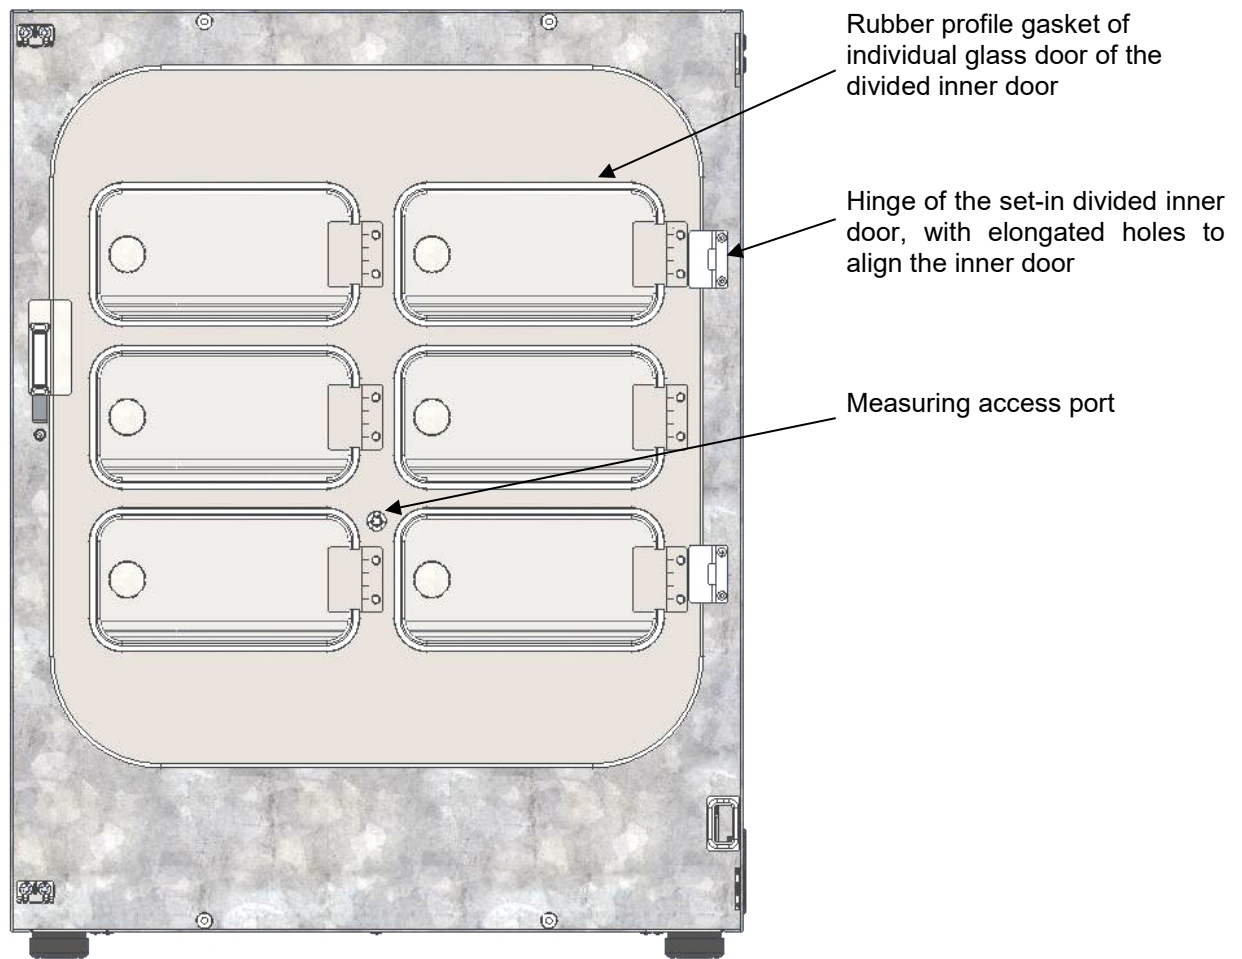 Rubber profile gasket of
individual glass door of the
divided inner door
Hinge of the set-in divided inner
door, with elongated holes to
align the inner door
Measuring access port